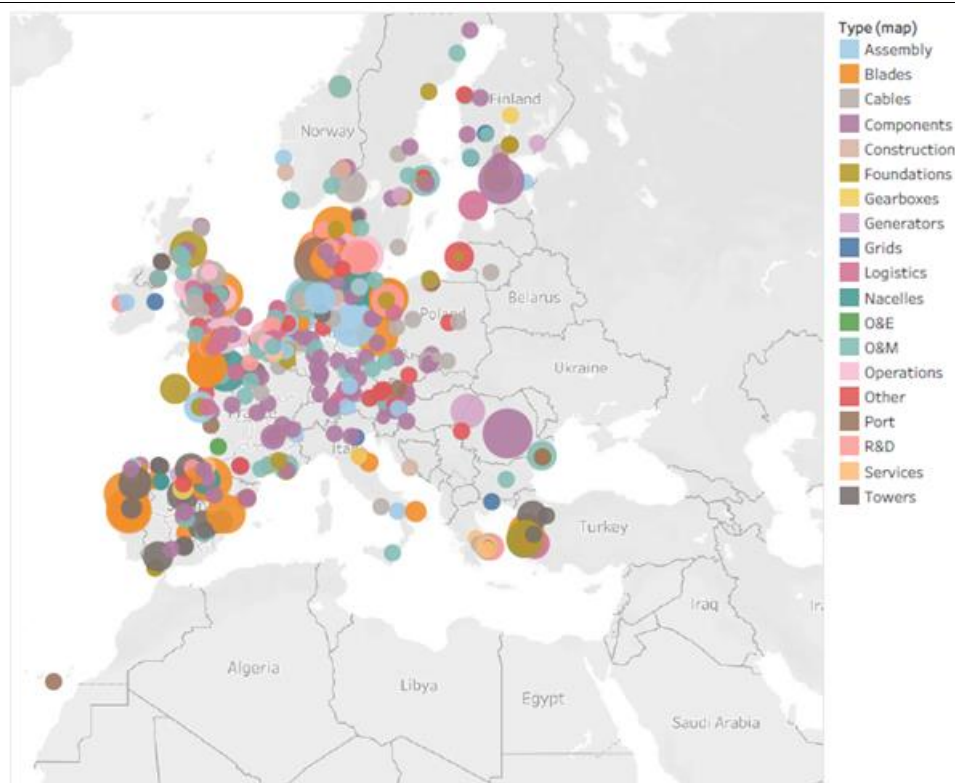 Type (map)
Assembly
Blades
Cables
Components
Construction
Foundations
Gearboxes
Generators
Grids
Logistics
Nacelles
O&E
O&M
Operations
Other
Port
R&D
Services
Towers
Finland
Norway
Belarus
Poland
Ukraine
Turkey
Iraq
Algeria
Libya
Egypt
Saudi Arabia